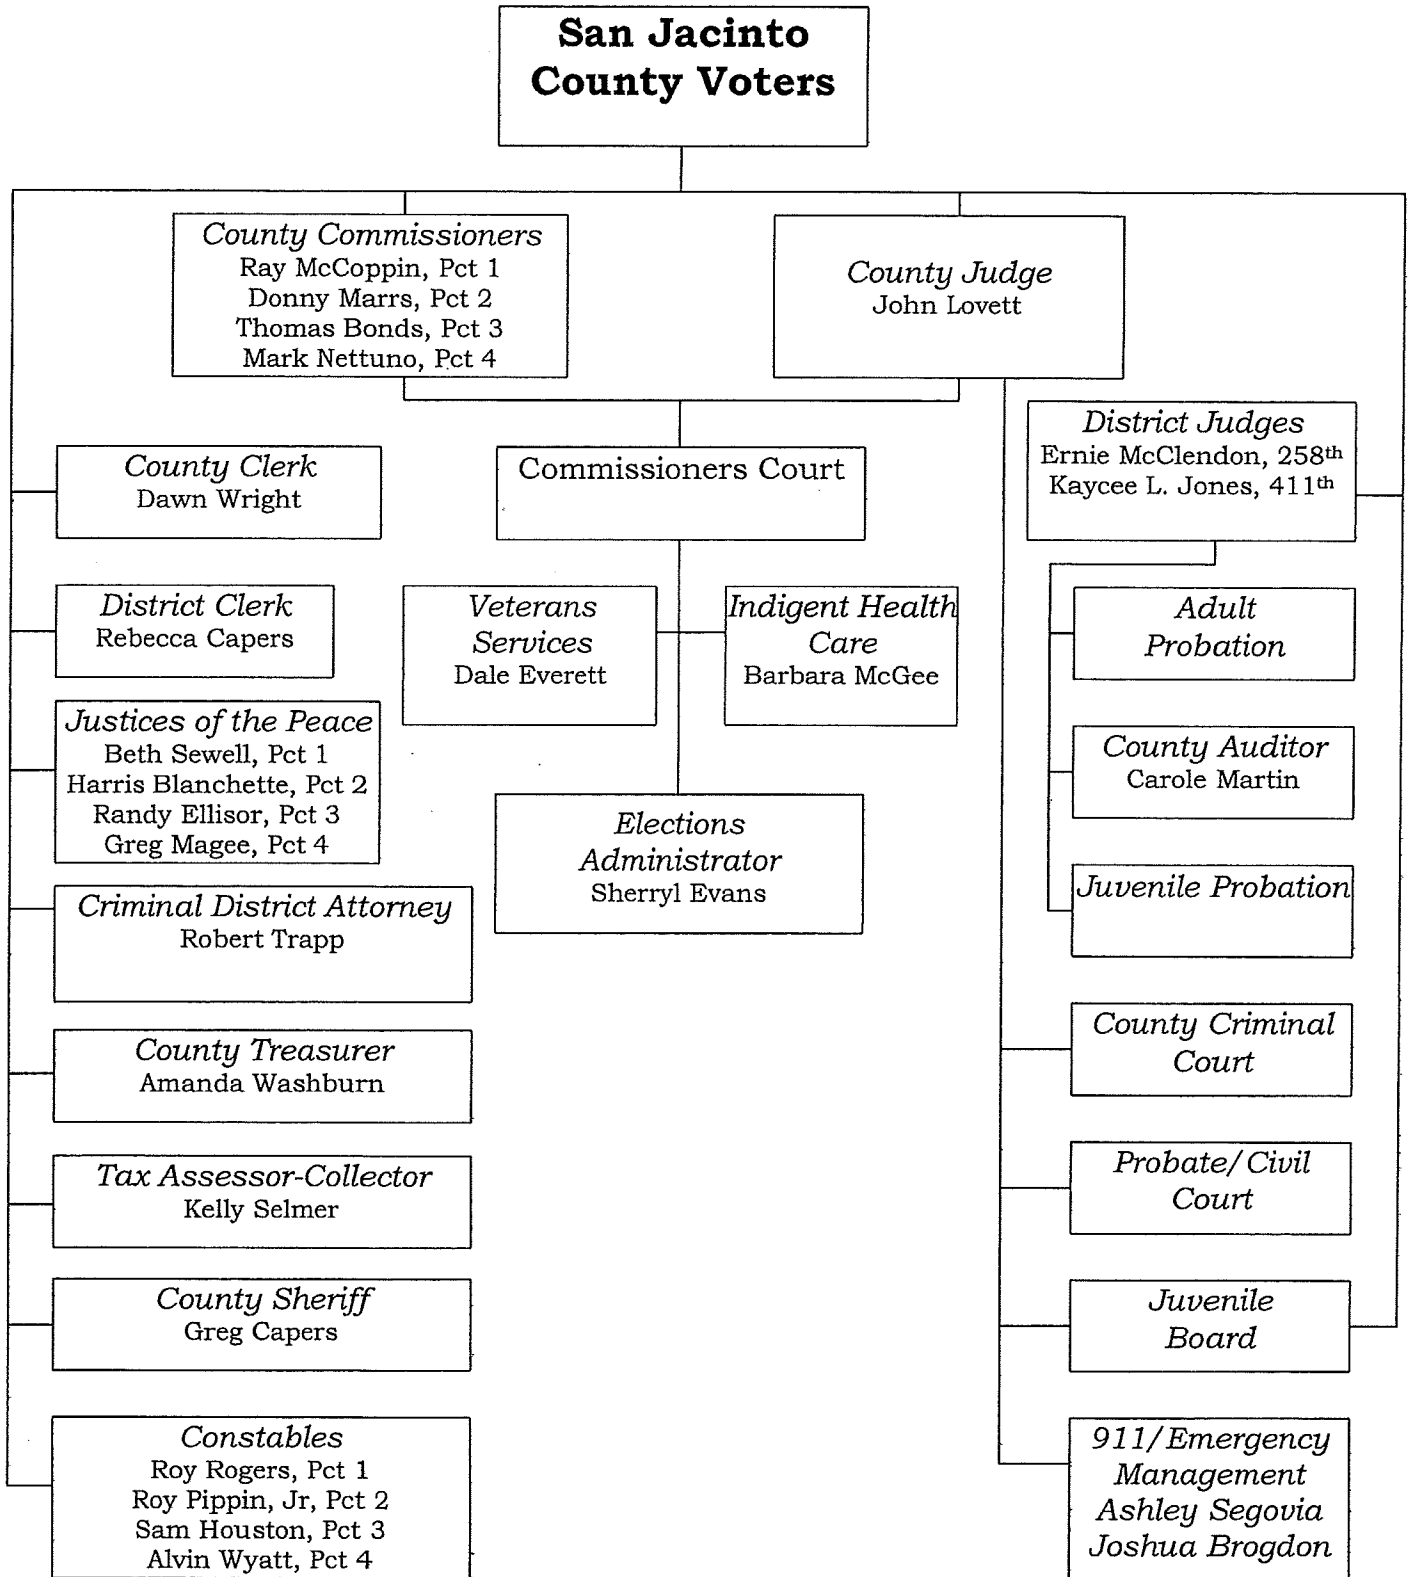 San Jacinto
County Voters
County Commissioners
Ray McCoppin, Pct 1
Donny Marrs, Pct 2
Thomas Bonds, Pct 3
Mark Nettuno, Pct 4
County Judge
John Lovett
District Judges
Ernie McClendon, 258th
Kaycee L. Jones, 411th
County Clerk
Dawn Wright
Commissioners Court
District Clerk
Rebecca Capers
Veterans
Services
Dale Everett
Indigent Health
Care
Barbara McGee
Adult
Probation
Justices of the Peace
Beth Sewell, Pct 1
Harris Blanchette, Pct 2
Randy Ellisor, Pct 3
Greg Magee, Pct 4
County Auditor
Carole Martin
Elections
Administrator
Sherryl Evans
Juvenile Probation
Criminal District Attorney
Robert Trapp
County Criminal
Court
County Treasurer
Amanda Washburn
Probate/Civil
Court
Tax Assessor-Collector
Kelly Selmer
County Sheriff
Greg Capers
Juvenile
Board
Constables
Roy Rogers, Pct 1
Roy Pippin, Jr, Pct 2
Sam Houston, Pct 3
Alvin Wyatt, Pct 4
911/Emergency
Management
Ashley Segovia
Joshua Brogdon